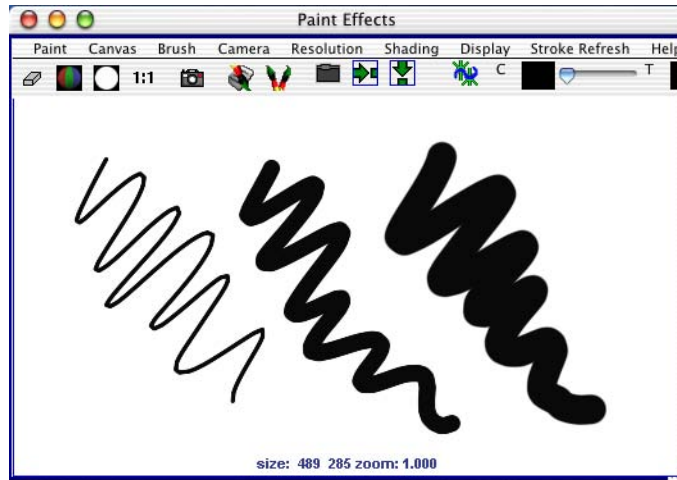 Paint Effects
Paint Canvas Brush Camera Resolution Shading Display Stroke Refresh Help
1:1 C T
size: 489 285 zoom: 1.000